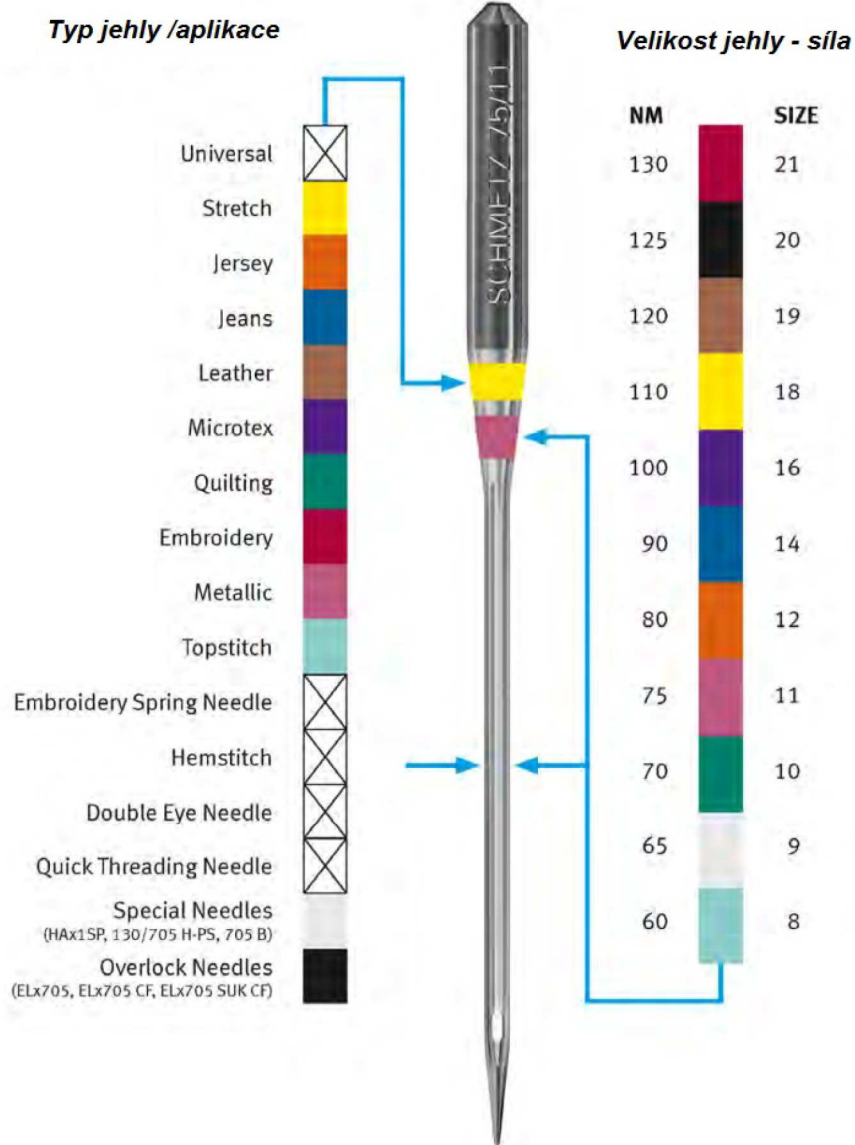 Typ jehly /aplikace
Universal
Stretch
Jersey
Jeans
Leather
Microtex
Quilting
Embroidery
Metallic
Topstitch
Embroidery Spring Needle
Hemstitch
Double Eye Needle
Quick Threading Needle
Special Needles
(HAx1SP, 130/705 H-PS, 705 B)
Overlock Needles
(ELx705, ELx705 CF, ELx705 SUK CF)
SCHMETZ 75/11
Velikost jehly - síla
NM SIZE
130 21
125 20
120 19
110 18
100 16
90 14
80 12
75 11
70 10
65 9
60 8